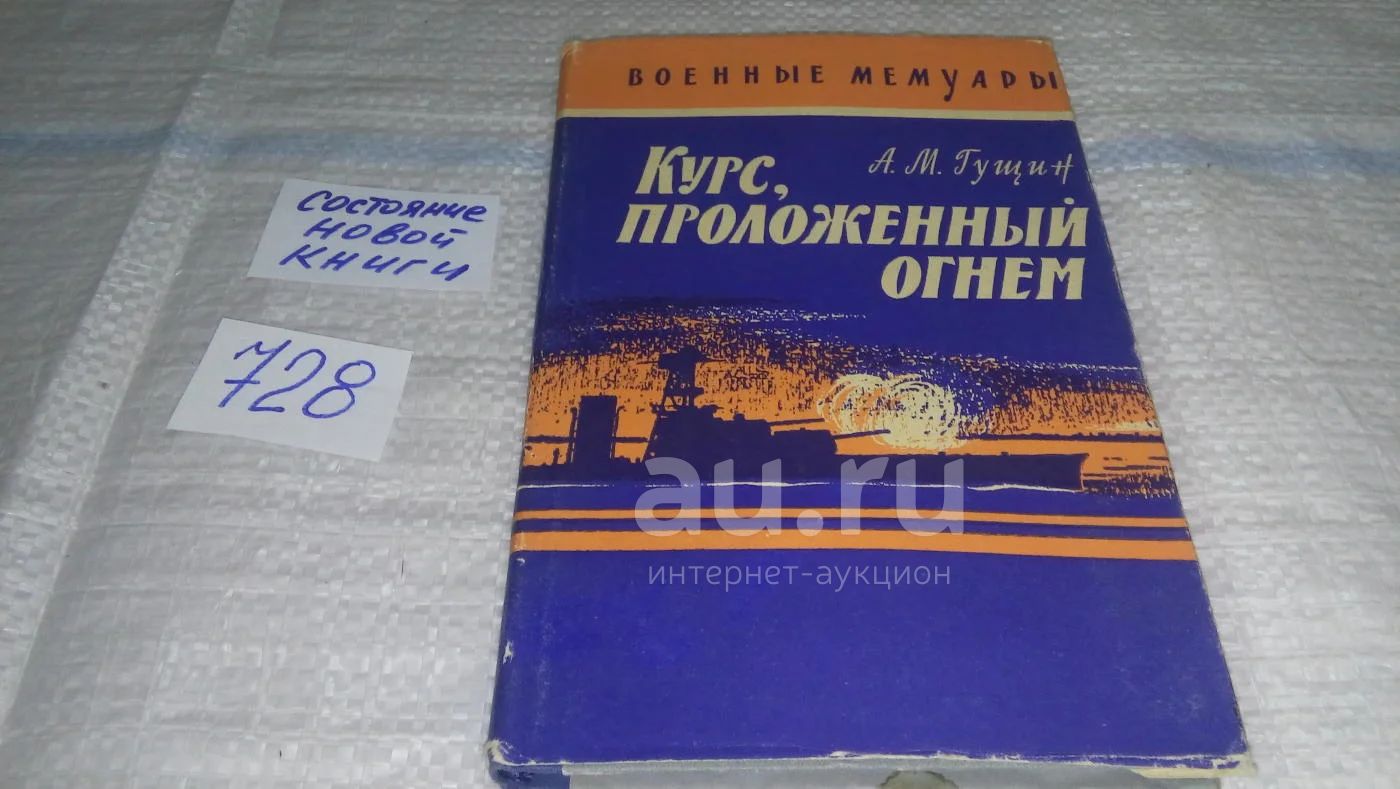 ВОЕННЫЕ МЕМУАРЫ
А. М. Гущин
КУРС,
ПРОЛОЖЕННЫЙ
ОГНЕМ
СОСТОЯНИЕ
НОВОЙ
КНИГИ
728
au.ru
интернет-аукцион